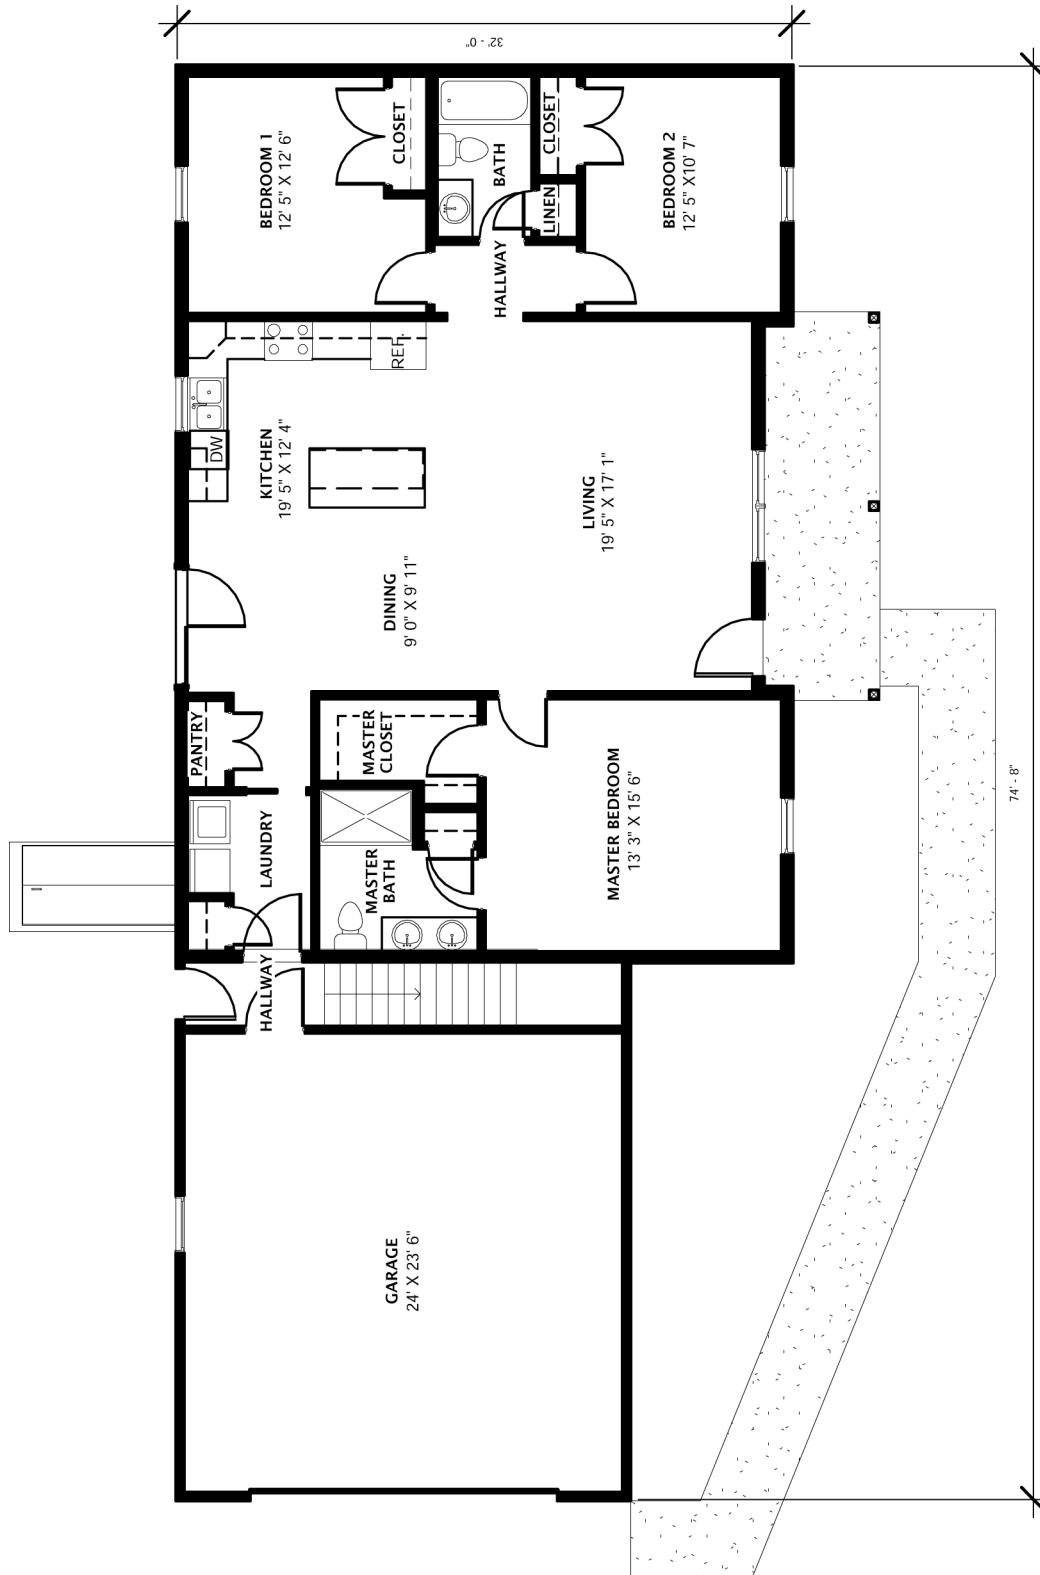 32' - 0"
BEDROOM 1
12' 5" X 12' 6"
CLOSET
BATH
CLOSET
LINEN
BEDROOM 2
12' 5" X10' 7"
HALLWAY
REF.
DW
KITCHEN
19' 5" X 12' 4"
LIVING
19' 5" X 17' 1"
DINING
9' 0" X 9' 11"
PANTRY
MASTER
CLOSET
LAUNDRY
MASTER
BATH
MASTER BEDROOM
13' 3" X 15' 6"
74' - 8"
HALLWAY
GARAGE
24' X 23' 6"